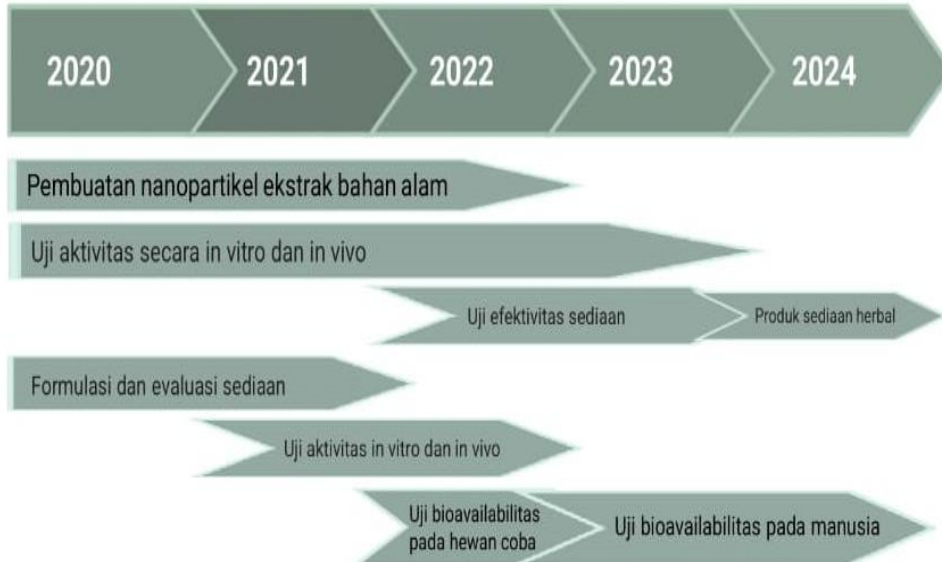 2020 2021 2022 2023 2024
Pembuatan nanopartikel ekstrak bahan alam
Uji aktivitas secara in vitro dan in vivo
Uji efektivitas sediaan
Produk sediaan herbal
Formulasi dan evaluasi sediaan
Uji aktivitas in vitro dan in vivo
Uji bioavailabilitas
pada hewan coba
Uji bioavailabilitas pada manusia